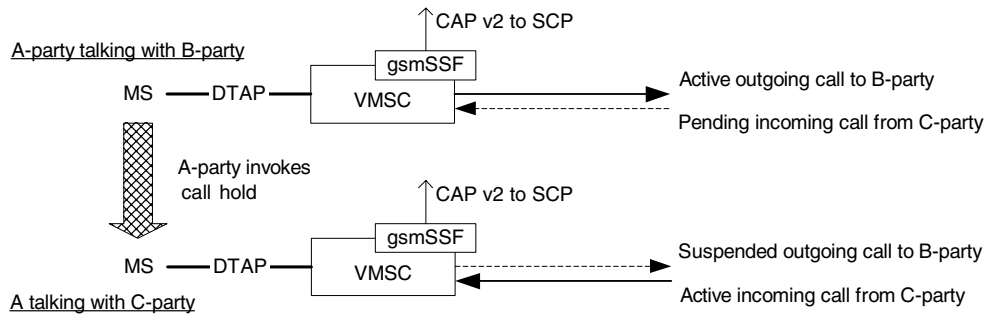 CAP v2 to SCP
A-party talking with B-party
gsmSSF
MS
DTAP
VMSC
Active outgoing call to B-party
Pending incoming call from C-party
A-party invokes
call hold
CAP v2 to SCP
gsmSSF
MS
DTAP
VMSC
Suspended outgoing call to B-party
Active incoming call from C-party
A talking with C-party